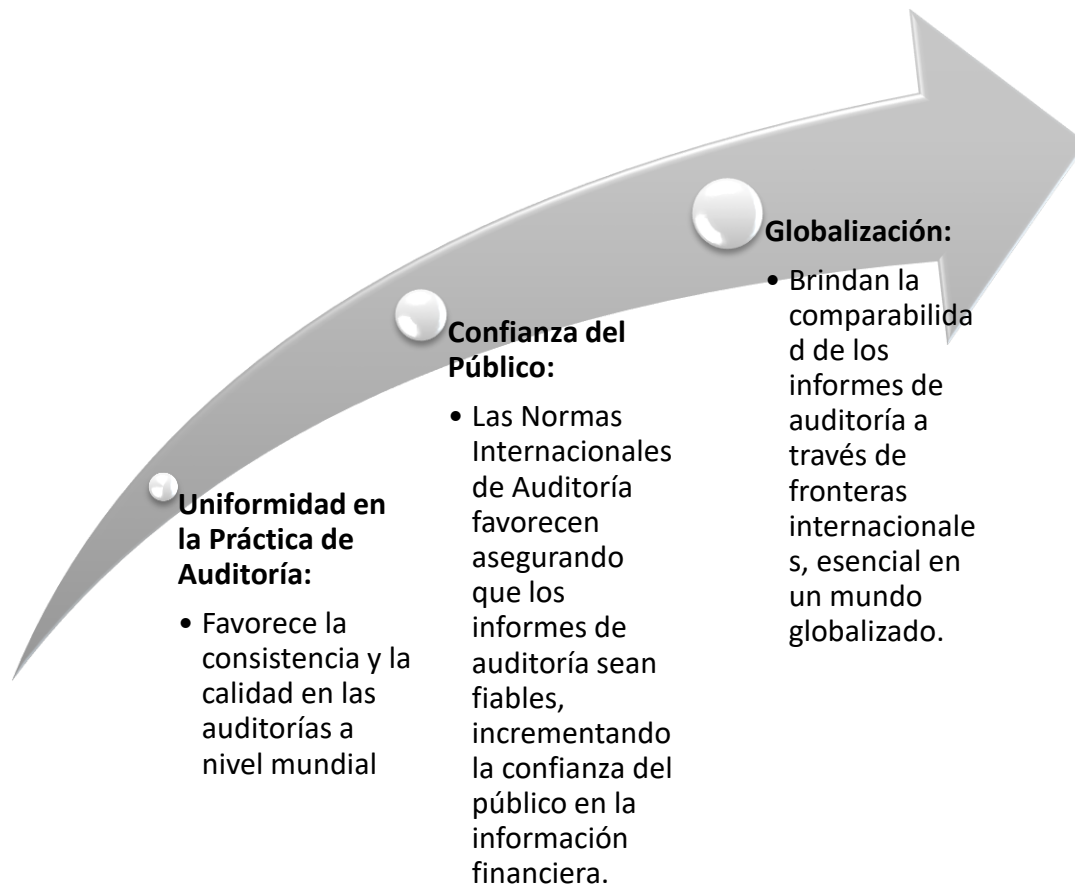 Uniformidad en
la Práctica de
Auditoría:
• Favorece la
consistencia y la
calidad en las
auditorías a
nivel mundial
Confianza del
Público:
• Las Normas
Internacionales
de Auditoría
favorecen
asegurando
que los
informes de
auditoría sean
fiables,
incrementando
la confianza del
público en la
información
financiera.
Globalización:
• Brindan la
comparabilida
d de los
informes de
auditoría a
través de
fronteras
internacionale
s, esencial en
un mundo
globalizado.